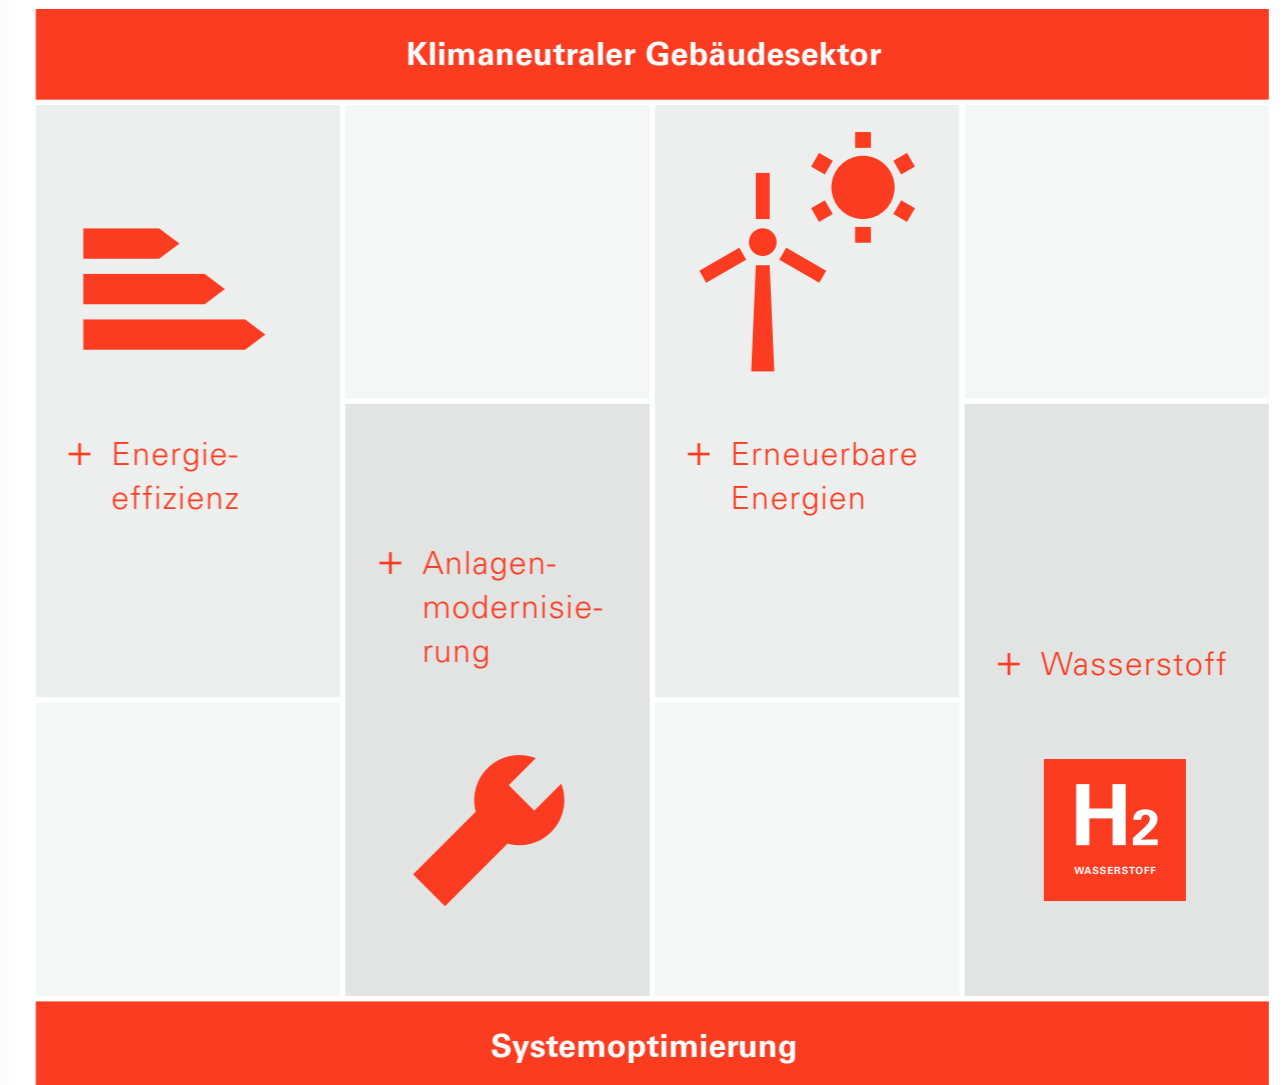 Klimaneutraler Gebäudesektor
+ Energie-
effizienz
+ Anlagen-
modernisie-
rung
+ Erneuerbare
Energien
+ Wasserstoff
H2
WASSERSTOFF
Systemoptimierung